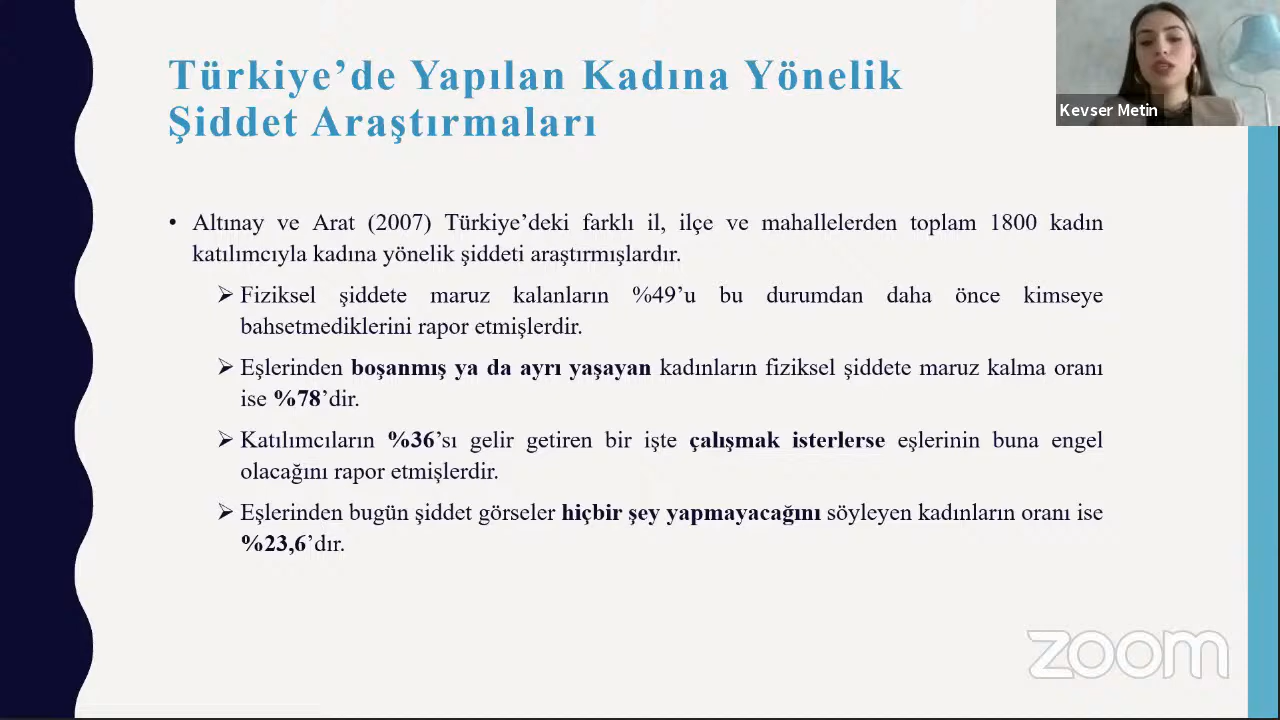 Türkiye’de Yapılan Kadına Yönelik
Şiddet Araştırmaları
Kevser Metin
• Altınay ve Arat (2007) Türkiye’deki farklı il, ilçe ve mahallelerden toplam 1800 kadın
katılımcıyla kadına yönelik şiddeti araştırmışlardır.
➢ Fiziksel şiddete maruz kalanların %49’u bu durumdan daha önce kimseye
bahsetmediklerini rapor etmişlerdir.
➢ Eşlerinden boşanmış ya da ayrı yaşayan kadınların fiziksel şiddete maruz kalma oranı
ise %78’dir.
➢ Katılımcıların %36’sı gelir getiren bir işte çalışmak isterlerse eşlerinin buna engel
olacağını rapor etmişlerdir.
➢ Eşlerinden bugün şiddet görseler hiçbir şey yapmayacağını söyleyen kadınların oranı ise
%23,6’dır.
zoom